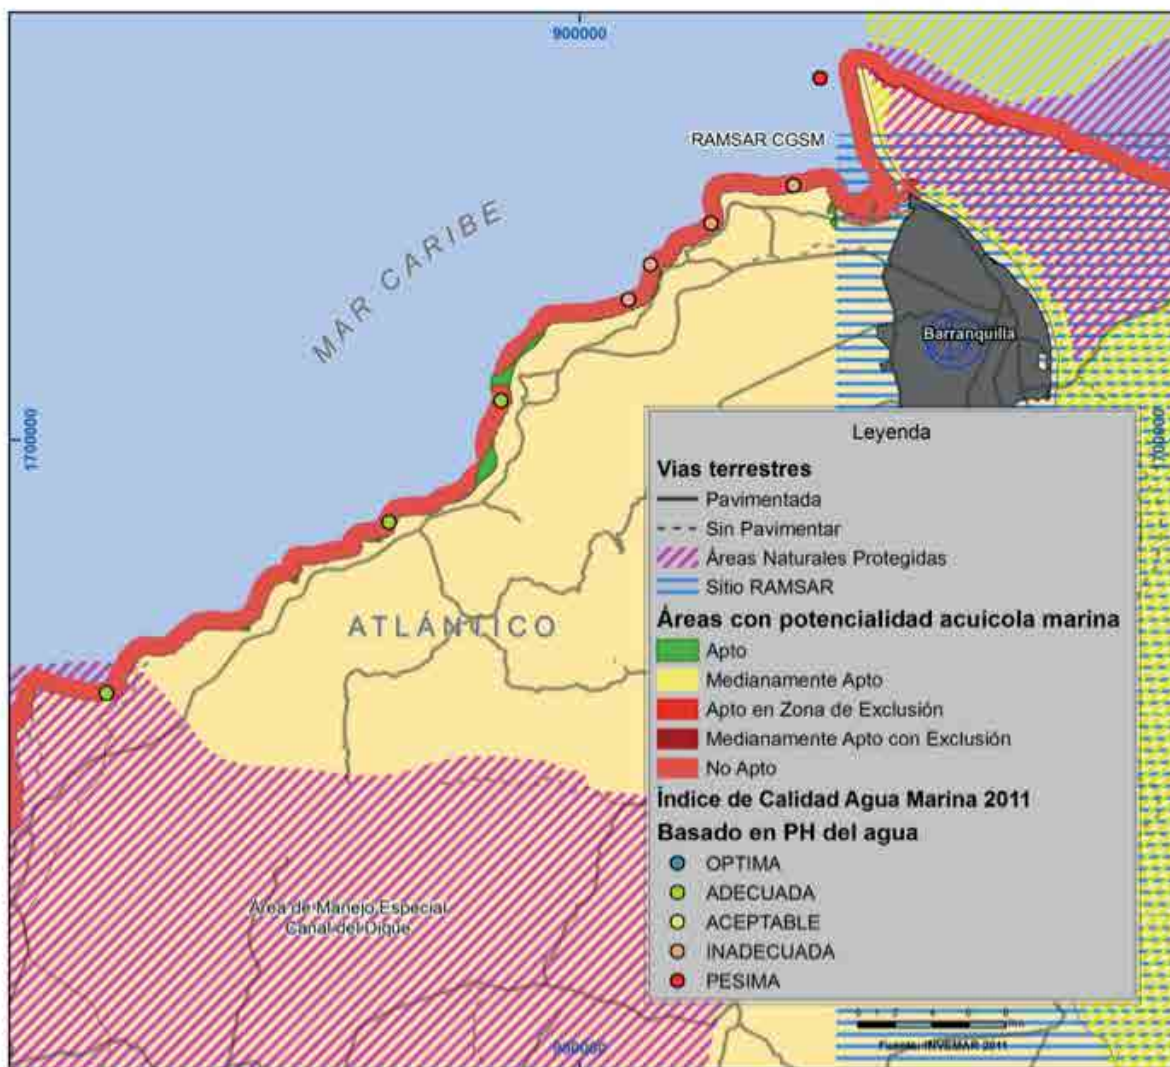 900000
RAMSAR CGSM
MAR CARIBE
Barranquilla
1700000
1700000
ATLÁNTICO
Área de Manejo Especial
Canal del Dique
Leyenda
Vias terrestres
Pavimentada
Sin Pavimentar
Áreas Naturales Protegidas
Sitio RAMSAR
Áreas con potencialidad acuicola marina
Apto
Medianamente Apto
Apto en Zona de Exclusión
Medianamente Apto con Exclusión
No Apto
Índice de Calidad Agua Marina 2011
Basado en PH del agua
OPTIMA
ADECUADA
ACEPTABLE
INADECUADA
PESIMA
Fuente: INVEMAR 2011
900000